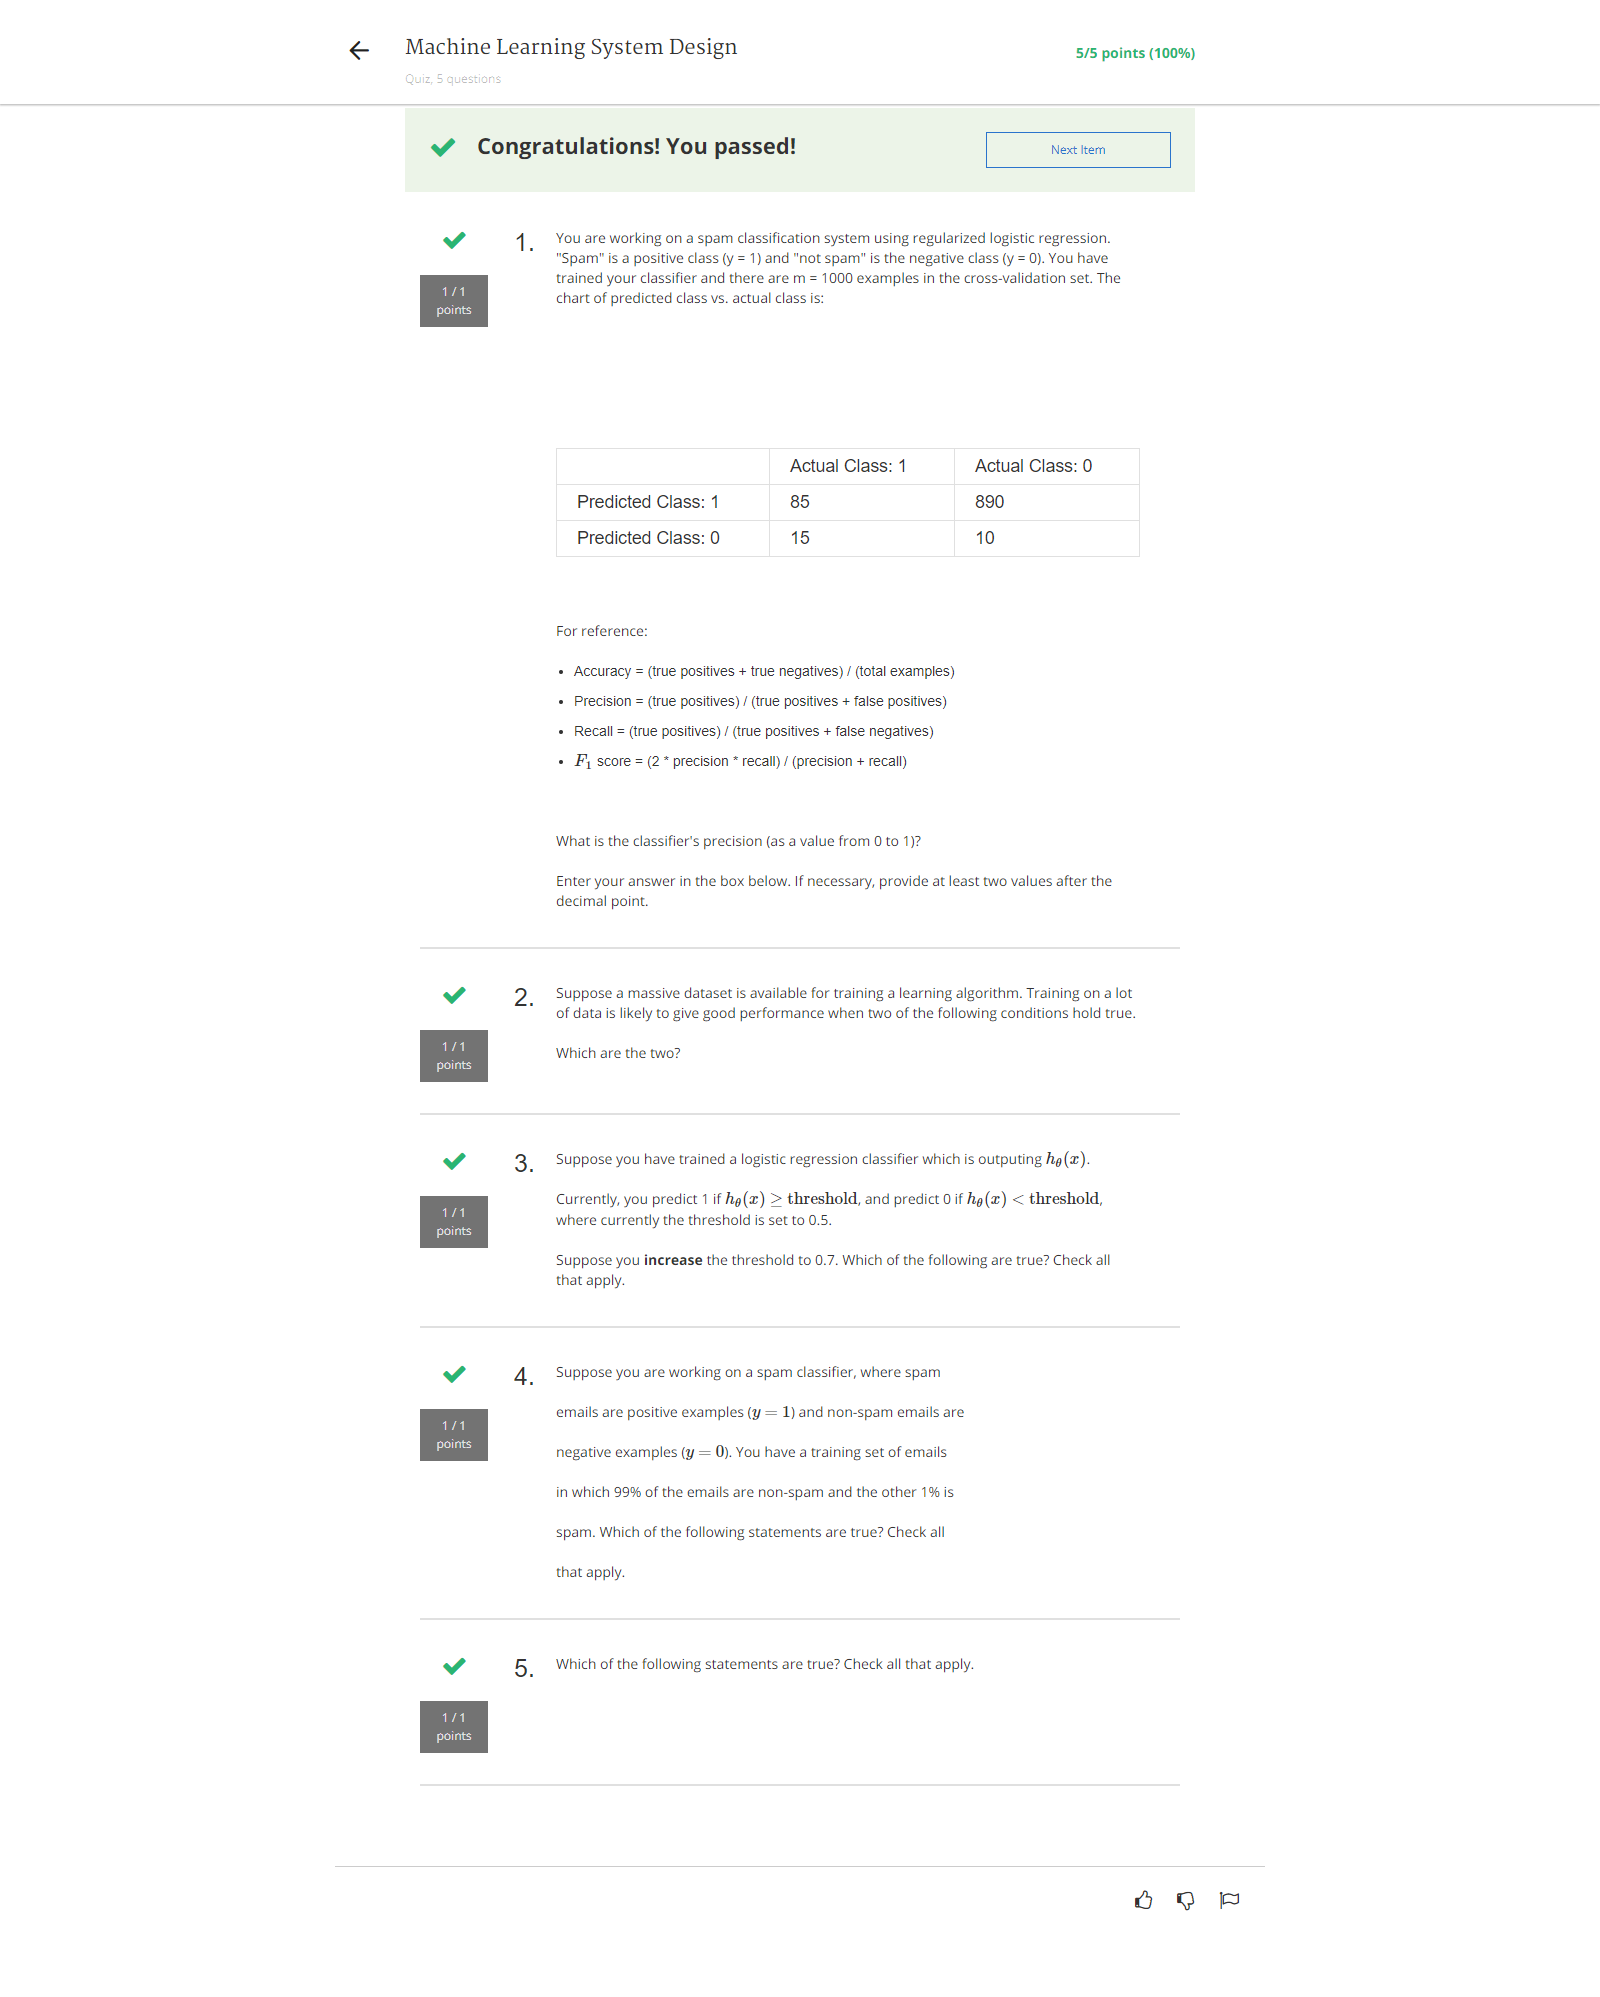 Machine Learning System Design
Quiz, 5 questions
5/5 points (100%)
Congratulations! You passed!
Next Item
1 / 1
points
1.
You are working on a spam classification system using regularized logistic regression.
"Spam" is a positive class (y = 1) and "not spam" is the negative class (y = 0). You have
trained your classifier and there are m = 1000 examples in the cross-validation set. The
chart of predicted class vs. actual class is:
Actual Class: 1 Actual Class: 0
Predicted Class: 1 85 890
Predicted Class: 0 15 10
For reference:
• Accuracy = (true positives + true negatives) / (total examples)
• Precision = (true positives) / (true positives + false positives)
• Recall = (true positives) / (true positives + false negatives)
• F₁ score = (2 * precision * recall) / (precision + recall)
What is the classifier's precision (as a value from 0 to 1)?
Enter your answer in the box below. If necessary, provide at least two values after the
decimal point.
1 / 1
points
2.
Suppose a massive dataset is available for training a learning algorithm. Training on a lot
of data is likely to give good performance when two of the following conditions hold true.
Which are the two?
1 / 1
points
3.
Suppose you have trained a logistic regression classifier which is outputing hθ(x).
Currently, you predict 1 if hθ(x) ≥ threshold, and predict 0 if hθ(x) < threshold,
where currently the threshold is set to 0.5.
Suppose you increase the threshold to 0.7. Which of the following are true? Check all
that apply.
1 / 1
points
4.
Suppose you are working on a spam classifier, where spam
emails are positive examples (y = 1) and non-spam emails are
negative examples (y = 0). You have a training set of emails
in which 99% of the emails are non-spam and the other 1% is
spam. Which of the following statements are true? Check all
that apply.
1 / 1
points
5.
Which of the following statements are true? Check all that apply.